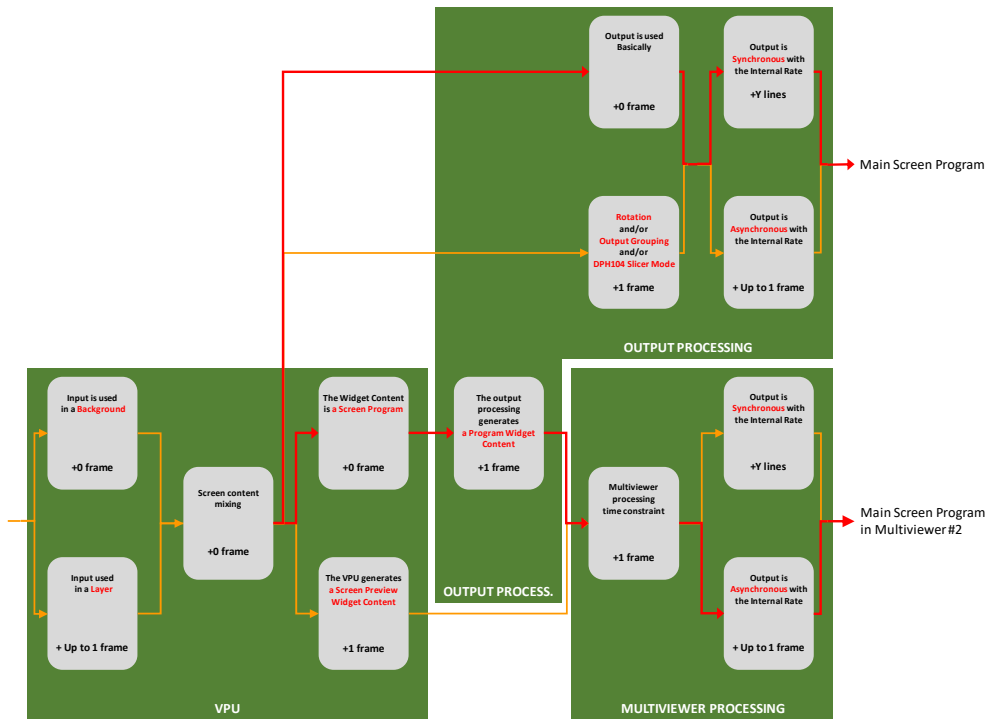 Output is used
Basically
+0 frame
Output is
Synchronous with
the Internal Rate
+Y lines
Main Screen Program
Rotation
and/or
Output Grouping
and/or
DPH104 Slicer Mode
+1 frame
Output is
Asynchronous with
the Internal Rate
+ Up to 1 frame
OUTPUT PROCESSING
Input is used
in a Background
+0 frame
Input used
in a Layer
+ Up to 1 frame
Screen content
mixing
+0 frame
The Widget Content
is a Screen Program
+0 frame
The VPU generates
a Screen Preview
Widget Content
+1 frame
VPU
The output
processing
generates
a Program Widget
Content
+1 frame
OUTPUT PROCESS.
Multiviewer
processing
time constraint
+1 frame
Output is
Synchronous with
the Internal Rate
+Y lines
Output is
Asynchronous with
the Internal Rate
+ Up to 1 frame
MULTIVIEWER PROCESSING
Main Screen Program
in Multiviewer #2